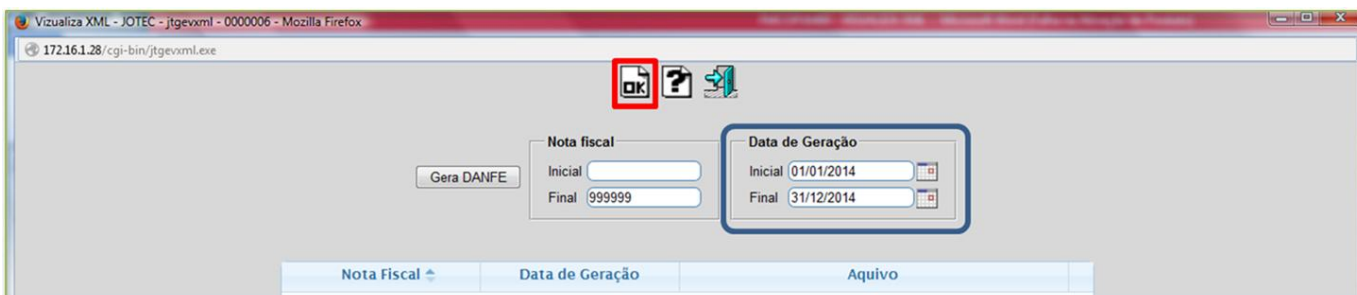 Vizualiza XML - JOTEC - jtgevxml - 0000006 - Mozilla Firefox
172.16.1.28/cgi-bin/jtgevxml.exe
OK ?
Nota fiscal
Data de Geração
Gera DANFE
Inicial
Inicial 01/01/2014
Final 999999
Final 31/12/2014
Nota Fiscal Data de Geração Aquivo